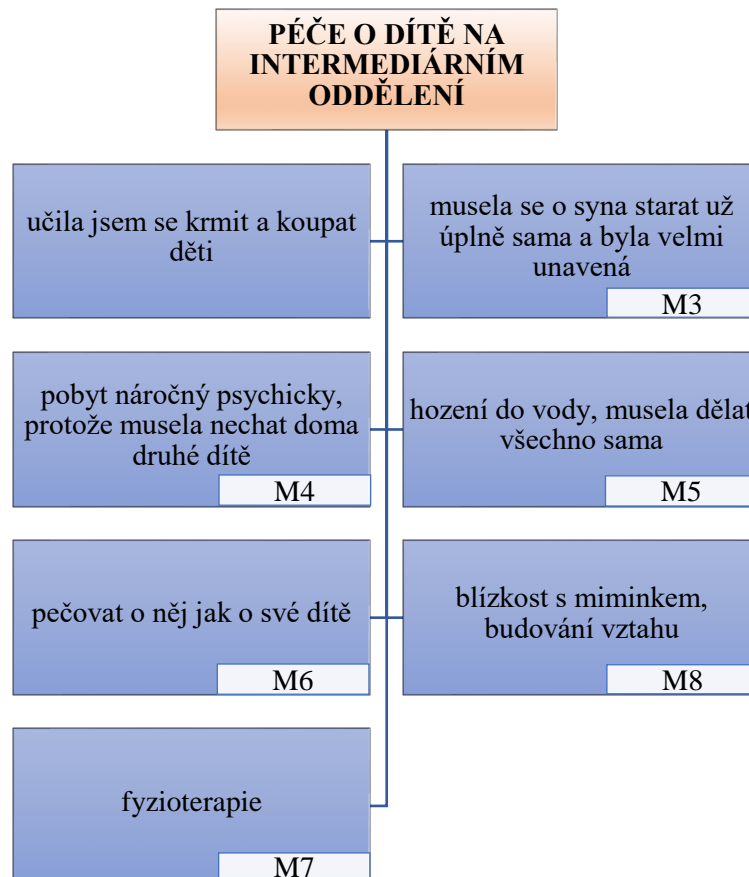 PÉČE O DÍTĚ NA
INTERMEDIÁRNÍM
ODDĚLENÍ
učila jsem se krmit a koupat
děti
musela se o syna starat už
úplně sama a byla velmi
unavená
M3
pobyt náročný psychicky,
protože musela nechat doma
druhé dítě
M4
hození do vody, musela dělat
všechno sama
M5
pečovat o něj jak o své dítě
M6
blízkost s miminkem,
budování vztahu
M8
fyzioterapie
M7